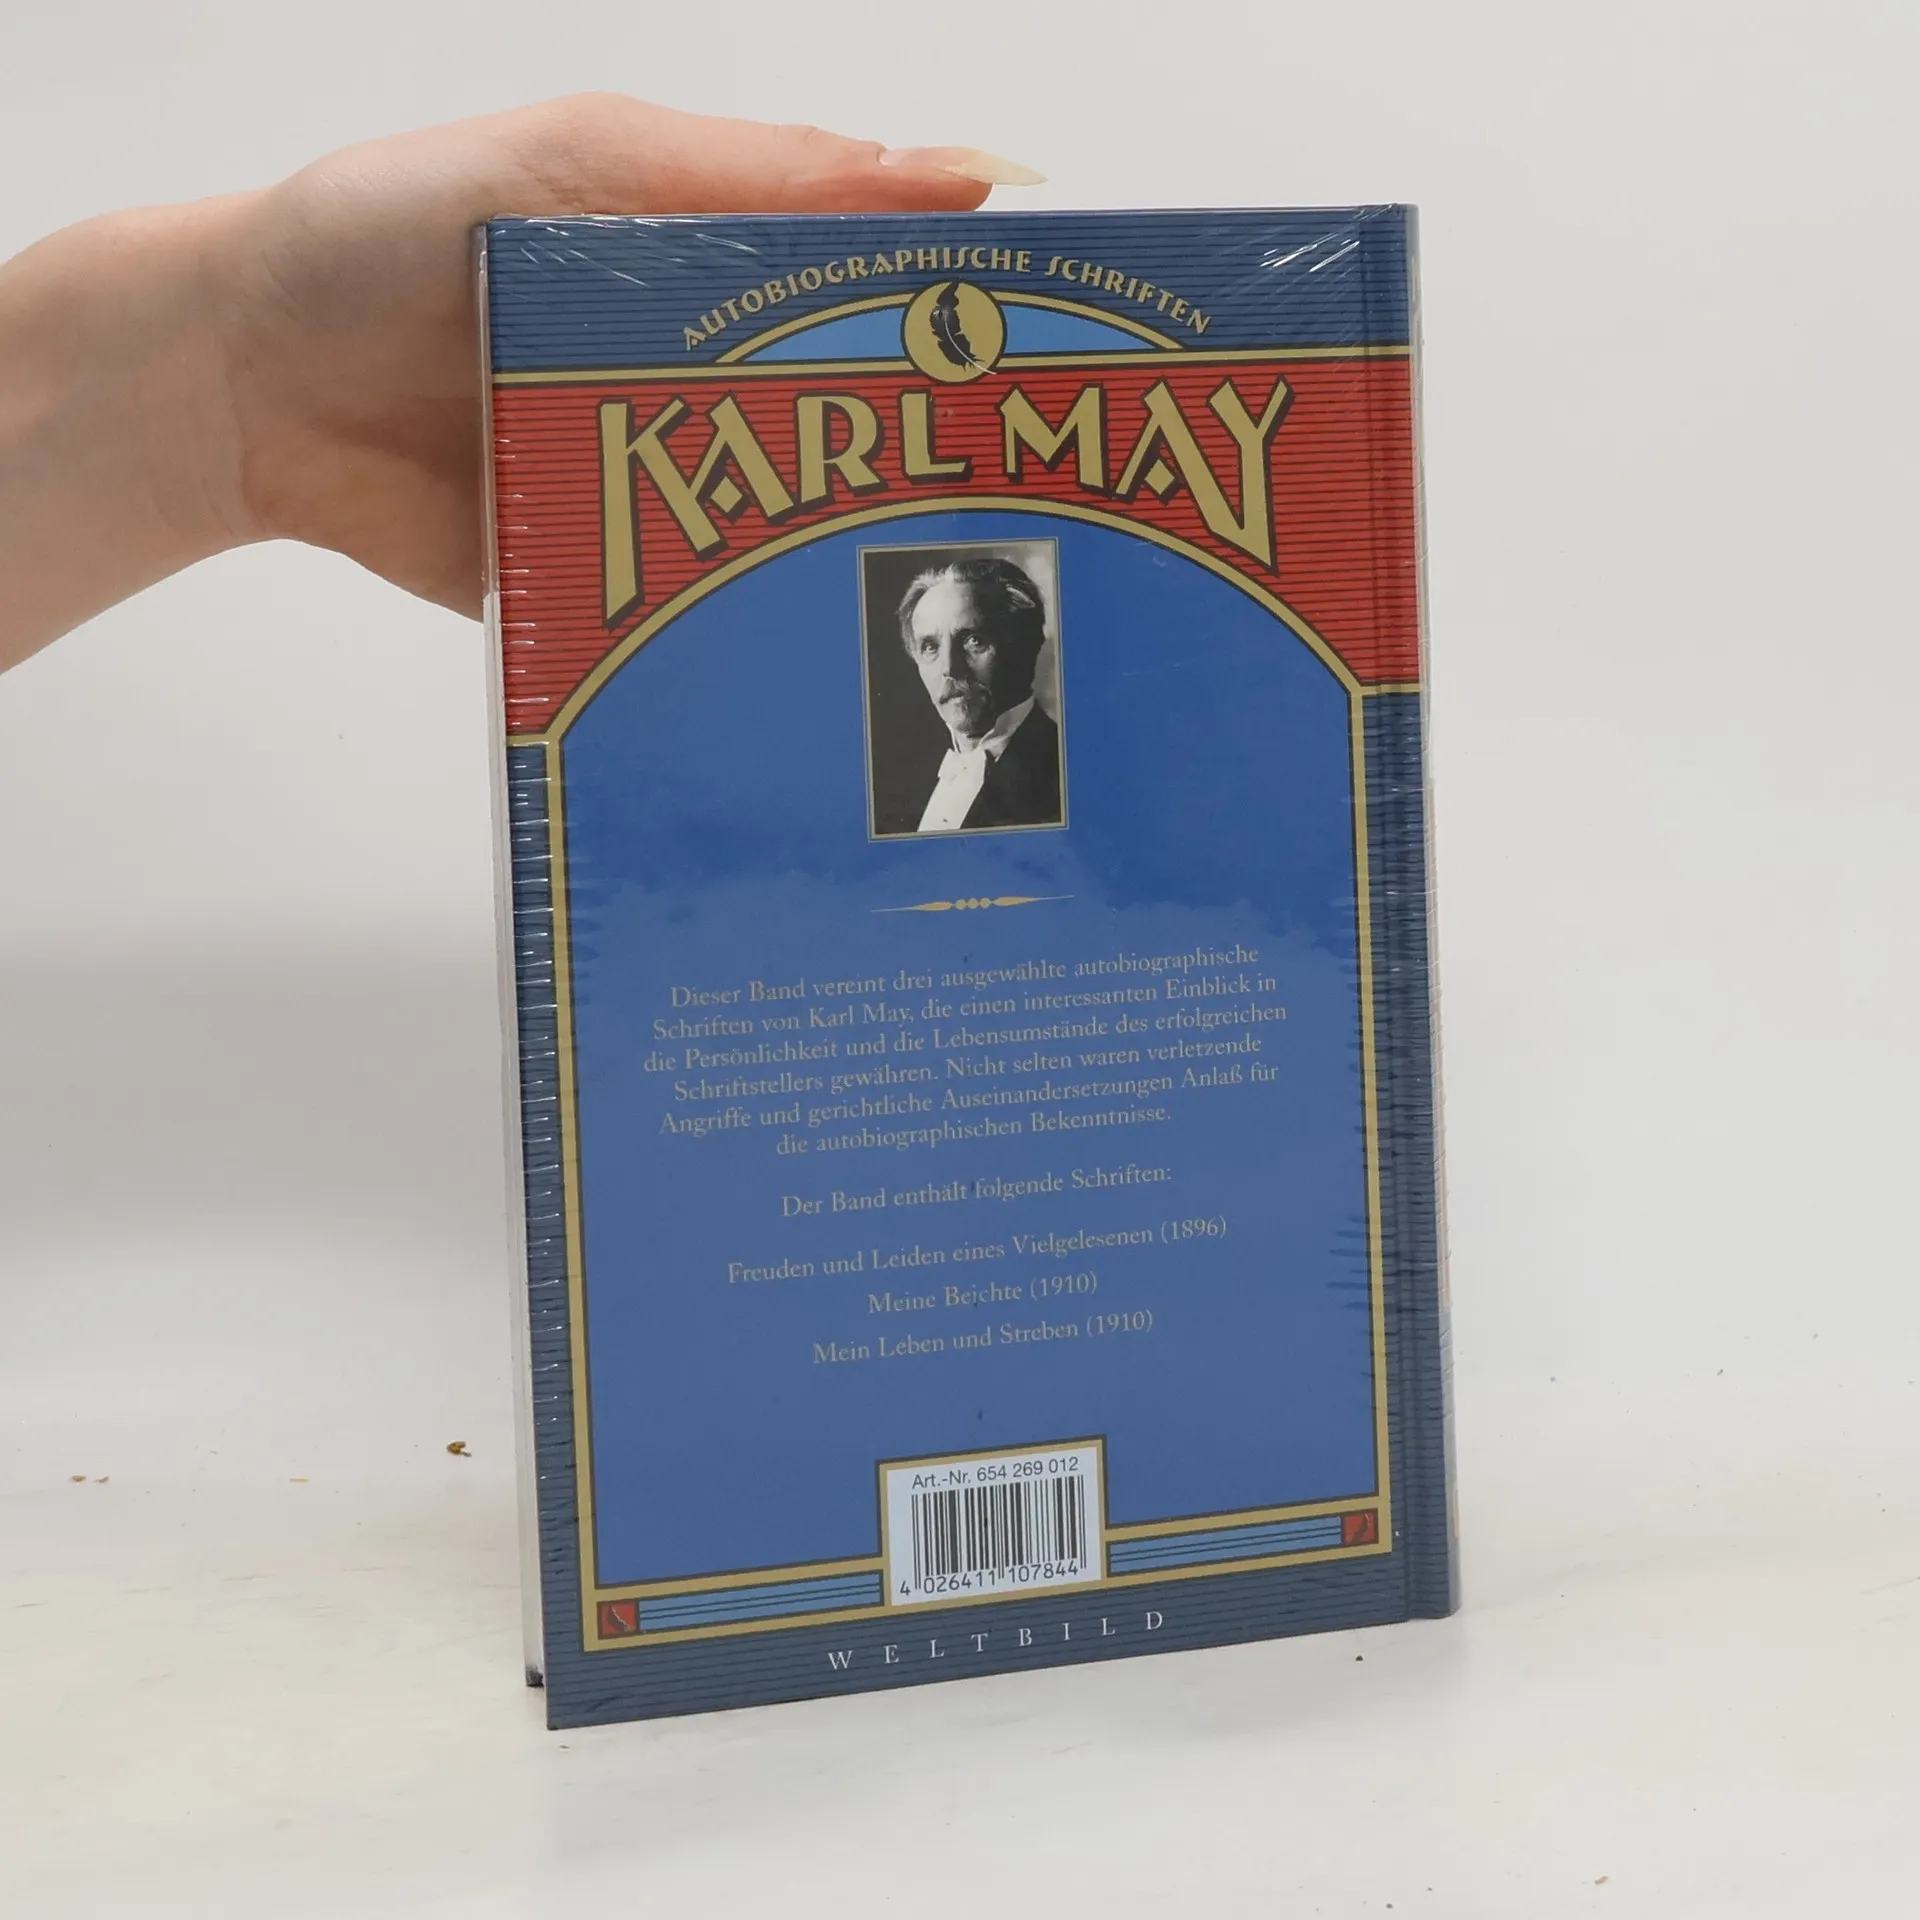 AUTOBIOGRAPHISCHE SCHRIFTEN
KARL MAY
Dieser Band vereint drei ausgewählte autobiographische
Schriften von Karl May, die einen interessanten Einblick in
die Persönlichkeit und die Lebensumstände des erfolgreichen
Schriftstellers gewähren. Nicht selten waren verletzende
Angriffe und gerichtliche Auseinandersetzungen Anlaß für
die autobiographischen Bekenntnisse.
Der Band enthält folgende Schriften:
Freuden und Leiden eines Vielgelesenen (1896)
Meine Beichte (1910)
Mein Leben und Streben (1910)
Art.-Nr. 654 269 012
4 026411 107844
WELTBILD